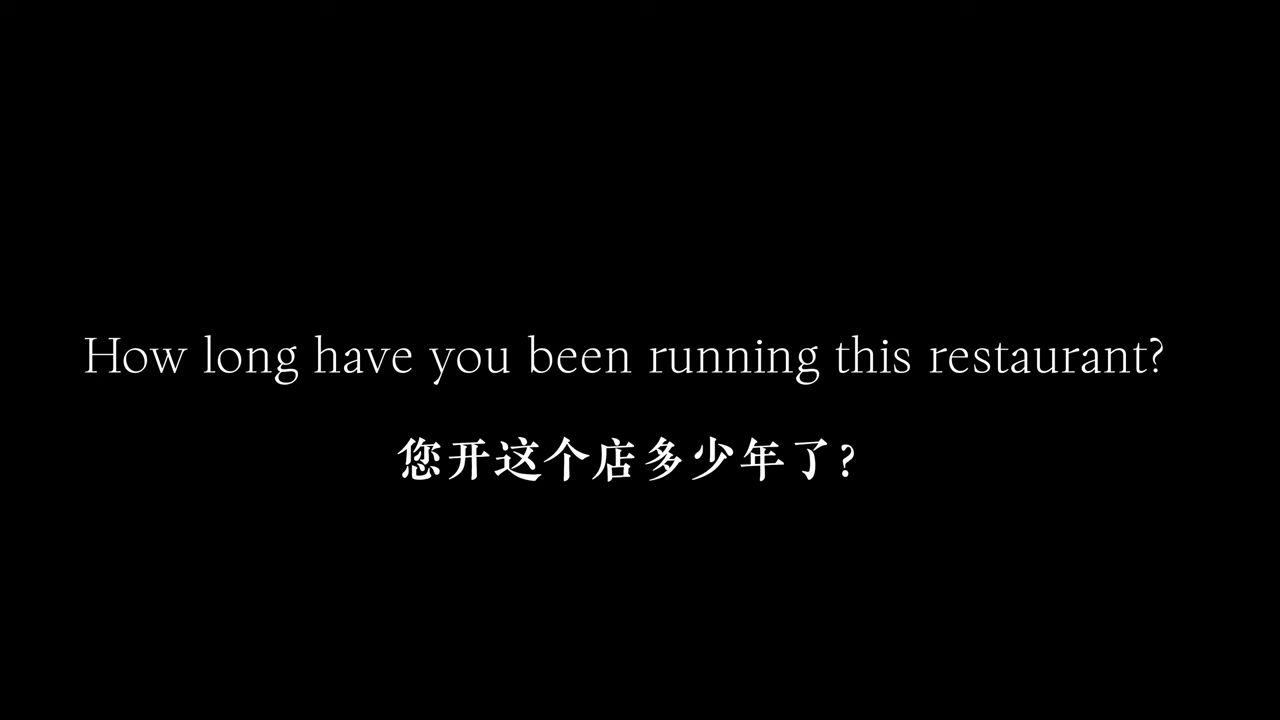 How long have you been running this restaurant?
您开这个店多少年了?